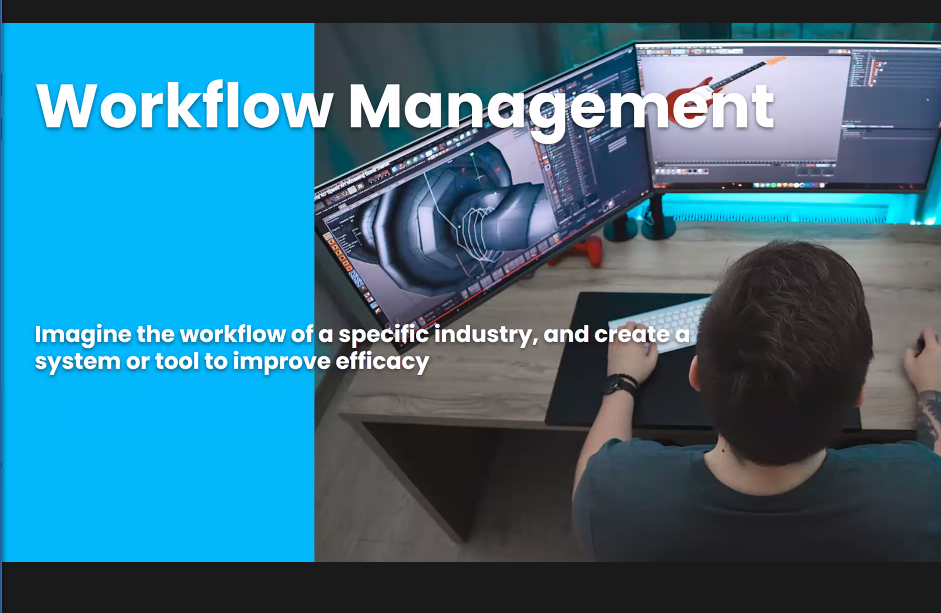 Workflow Management
Imagine the workflow of a specific industry, and create a
system or tool to improve efficacy